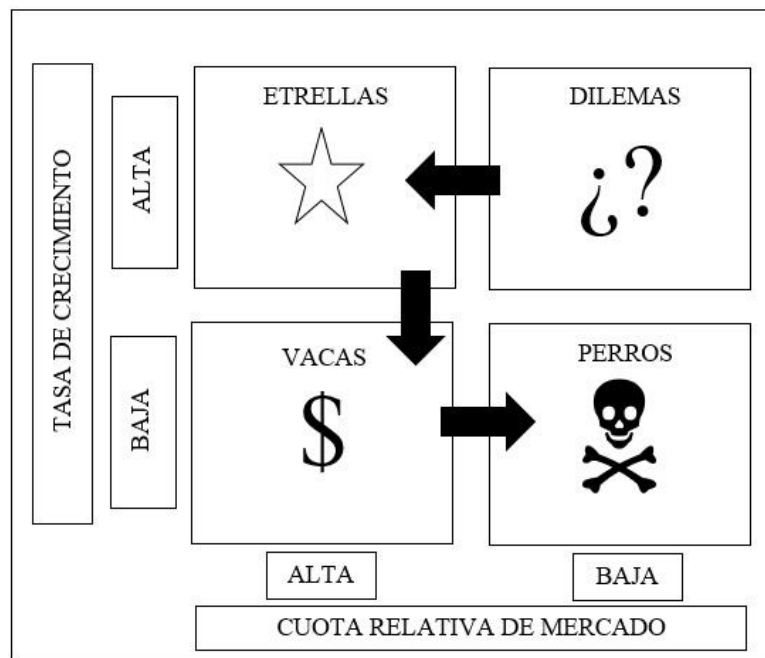 ETRELLAS
DILEMAS
¿?
TASA DE CRECIMIENTO
ALTA
VACAS
$
PERROS
BAJA
ALTA
BAJA
CUOTA RELATIVA DE MERCADO